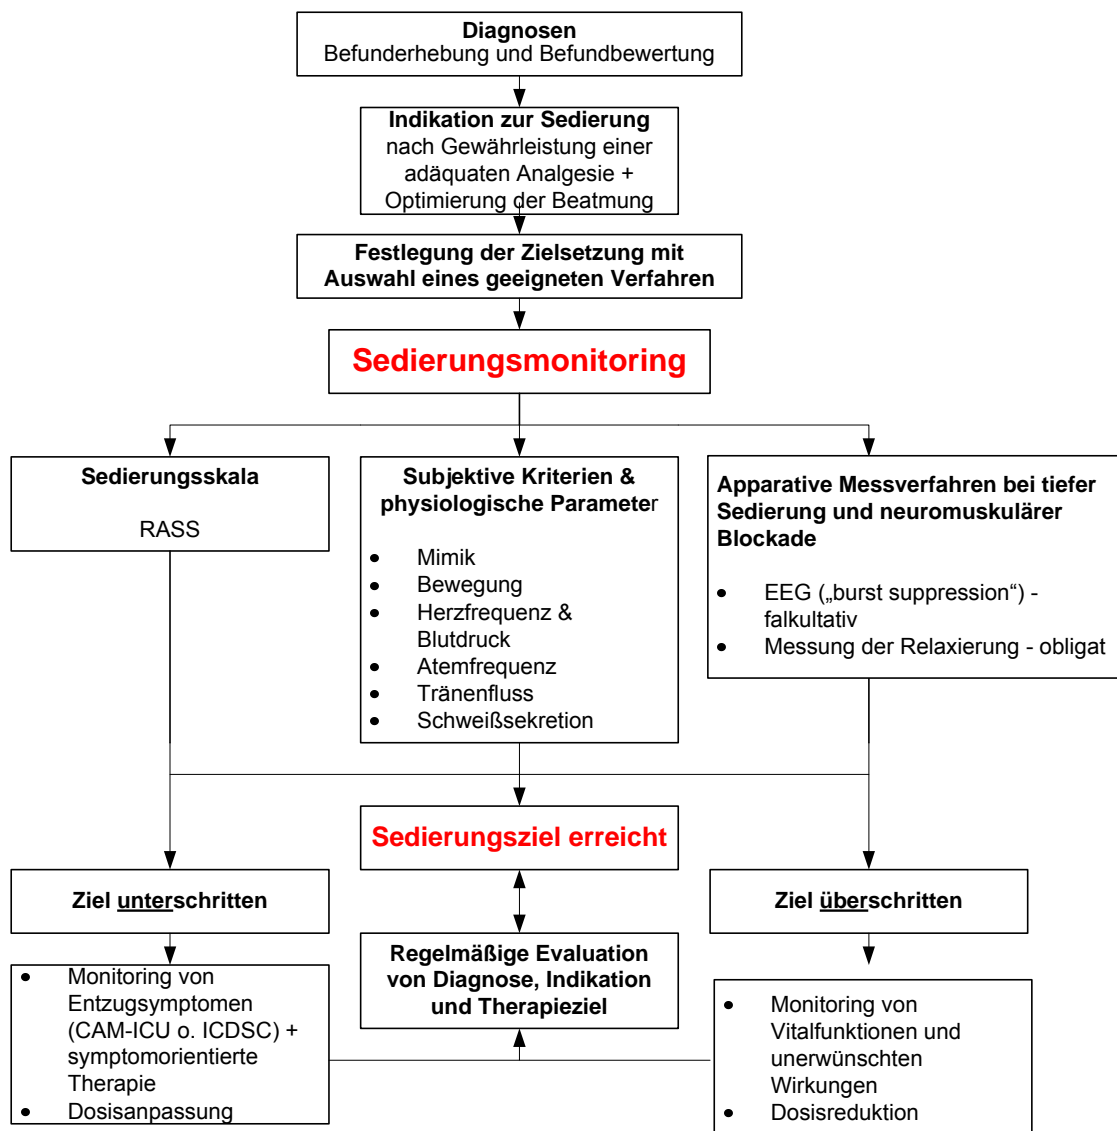 Diagnosen
Befunderhebung und Befundbewertung
Indikation zur Sedierung
nach Gewährleistung einer
adäquaten Analgesie +
Optimierung der Beatmung
Festlegung der Zielsetzung mit
Auswahl eines geeigneten Verfahren
Sedierungsmonitoring
Sedierungsskala
RASS
Subjektive Kriterien &
physiologische Parameter
• Mimik
• Bewegung
• Herzfrequenz &
Blutdruck
• Atemfrequenz
• Tränenfluss
• Schweißsekretion
Apparative Messverfahren bei tiefer
Sedierung und neuromuskulärer
Blockade
• EEG („burst suppression“) -
falkultativ
• Messung der Relaxierung - obligat
Sedierungsziel erreicht
Ziel unterschritten
Ziel überschritten
Regelmäßige Evaluation
von Diagnose, Indikation
und Therapieziel
• Monitoring von
Entzugsymptomen
(CAM-ICU o. ICDSC) +
symptomorientierte
Therapie
• Dosisanpassung
• Monitoring von
Vitalfunktionen und
unerwünschten
Wirkungen
• Dosisreduktion